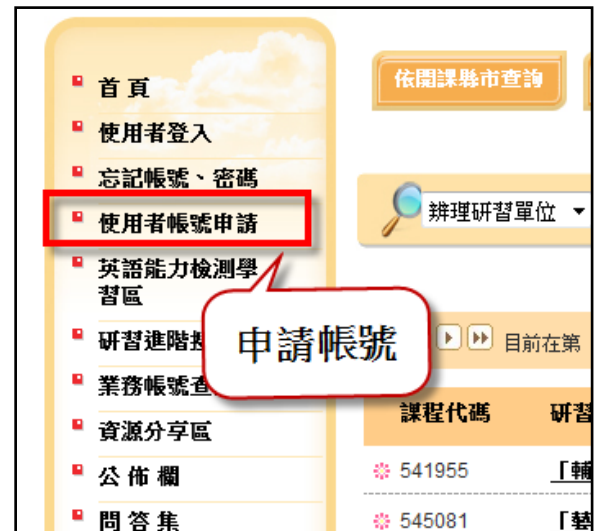 首頁
使用者登入
忘記帳號、密碼
使用者帳號申請
英語能力檢測學
習區
研習進階
業務帳號查
資源分享區
公佈欄
問答集
申請帳號
依開課縣市查詢
辦理研習單位
目前在第
課程代碼
研習
541955
「輔
545081
「藝